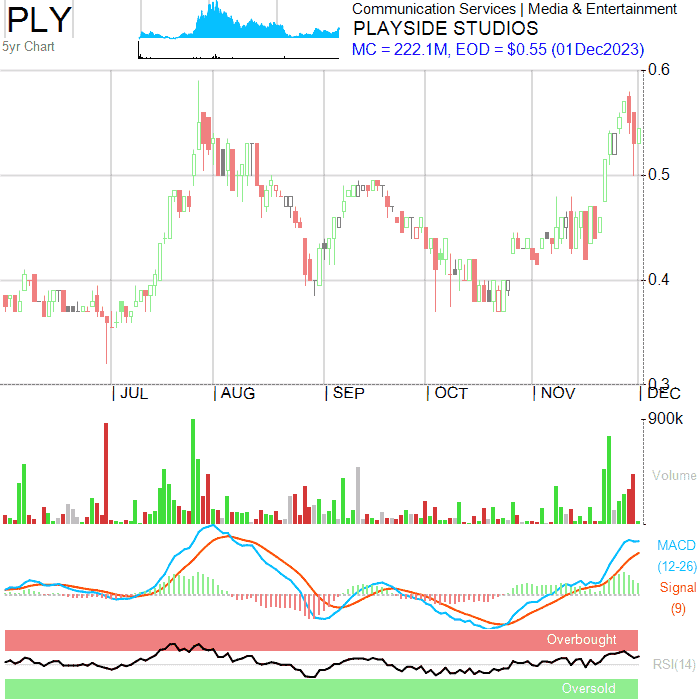 PLY
5yr Chart
Communication Services | Media & Entertainment
PLAYSIDE STUDIOS
MC = 222.1M, EOD = $0.55 (01Dec2023)
0.6
0.5
0.4
0.3
| JUL
| AUG
| SEP
| OCT
| NOV
| DEC
900k
Volume
MACD
(12-26)
Signal
(9)
Overbought
RSI(14)
Oversold